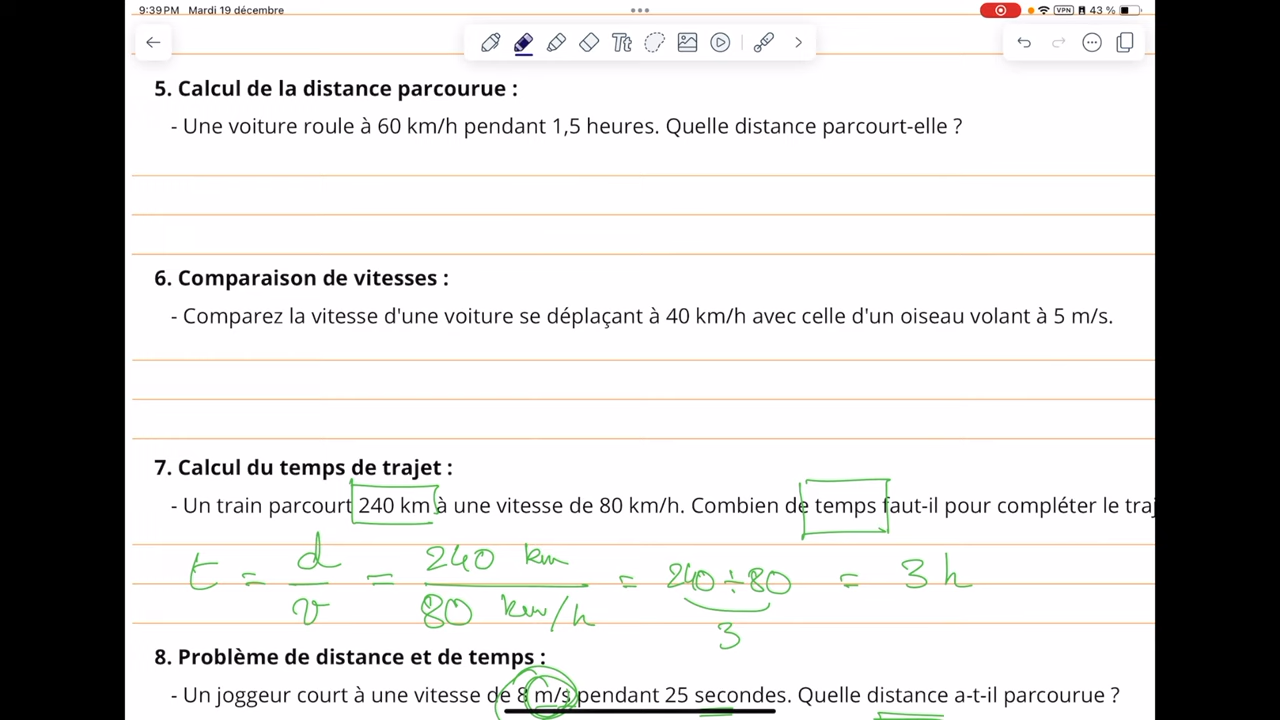 9:39 PM Mardi 19 décembre
VPN 43 %
Tt
5. Calcul de la distance parcourue :
- Une voiture roule à 60 km/h pendant 1,5 heures. Quelle distance parcourt-elle ?
6. Comparaison de vitesses :
- Comparez la vitesse d'une voiture se déplaçant à 40 km/h avec celle d'un oiseau volant à 5 m/s.
7. Calcul du temps de trajet :
- Un train parcourt 240 km à une vitesse de 80 km/h. Combien de temps faut-il pour compléter le traj
t = d / v = 240 km / 80 km/h = 240 ÷ 80 = 3 h
3
8. Problème de distance et de temps :
- Un joggeur court à une vitesse de 8 m/s pendant 25 secondes. Quelle distance a-t-il parcourue ?